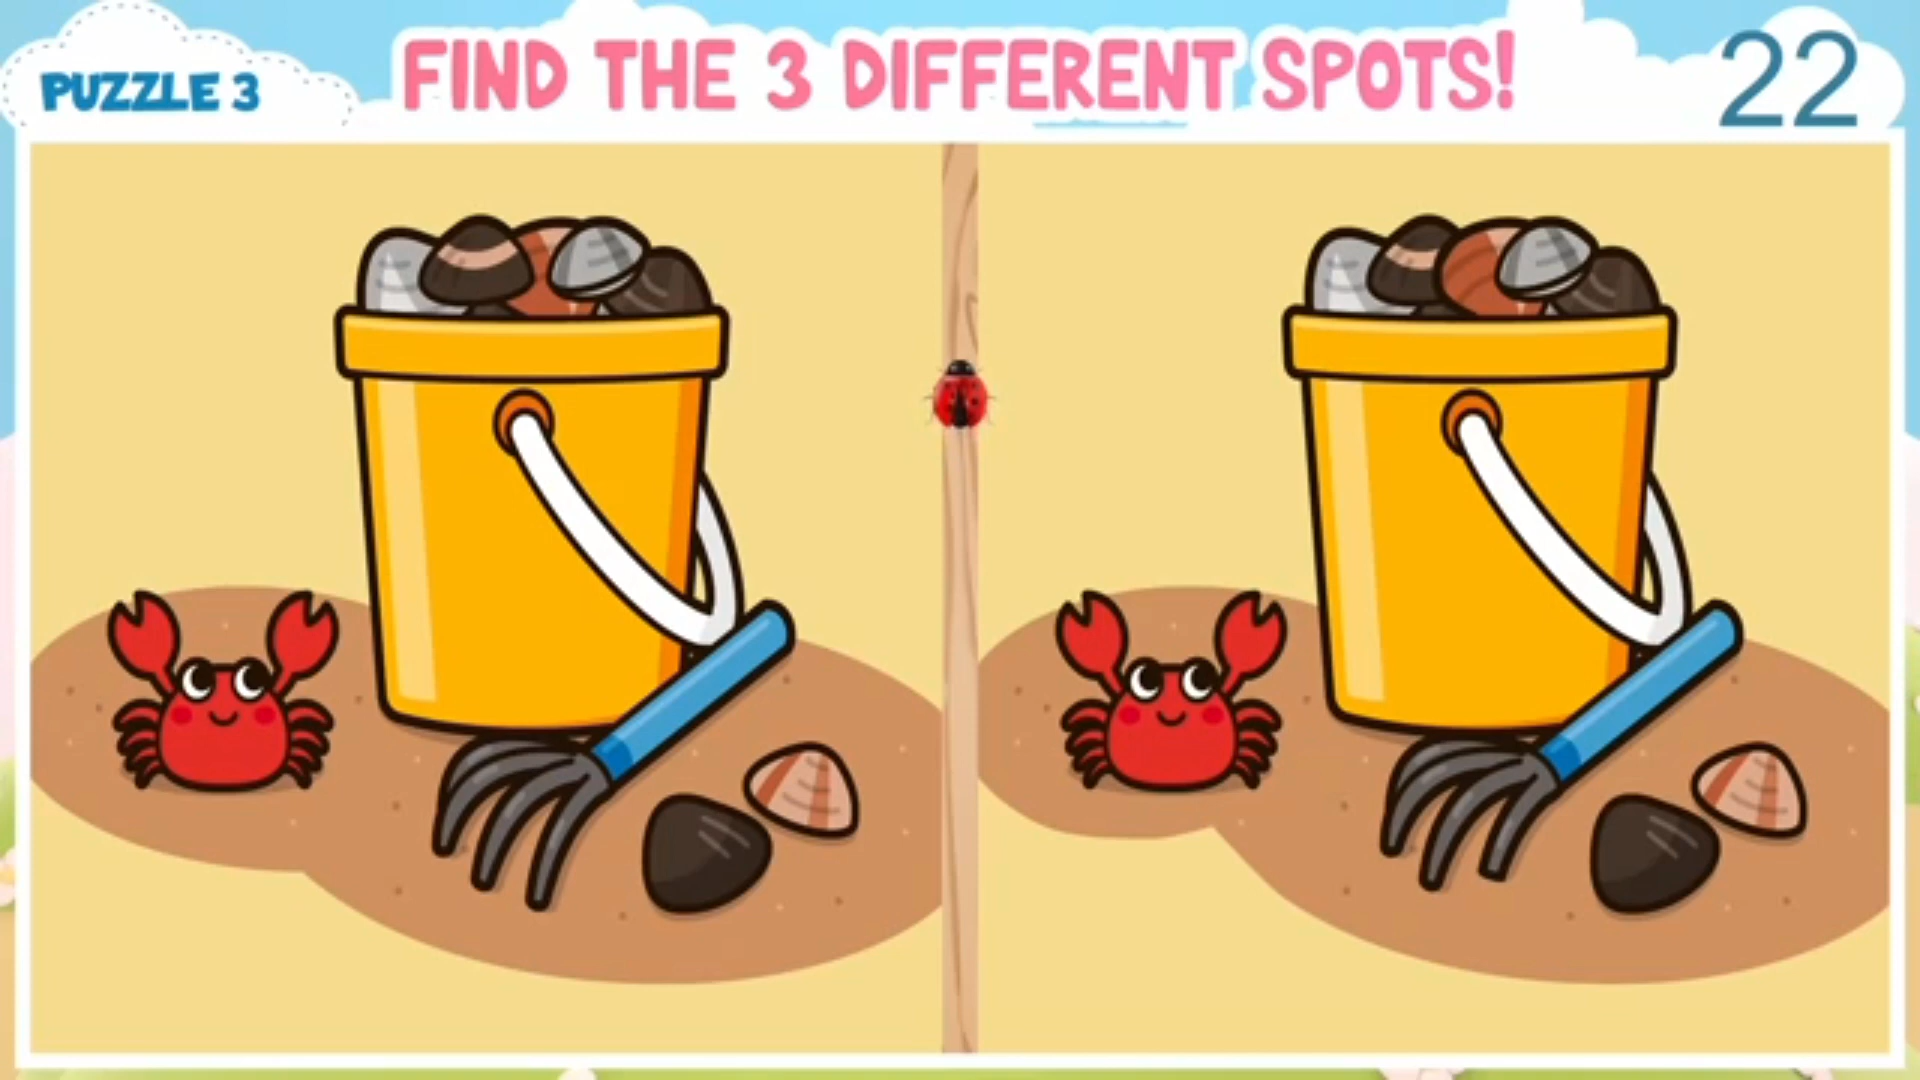 PUZZLE 3
FIND THE 3 DIFFERENT SPOTS!
22